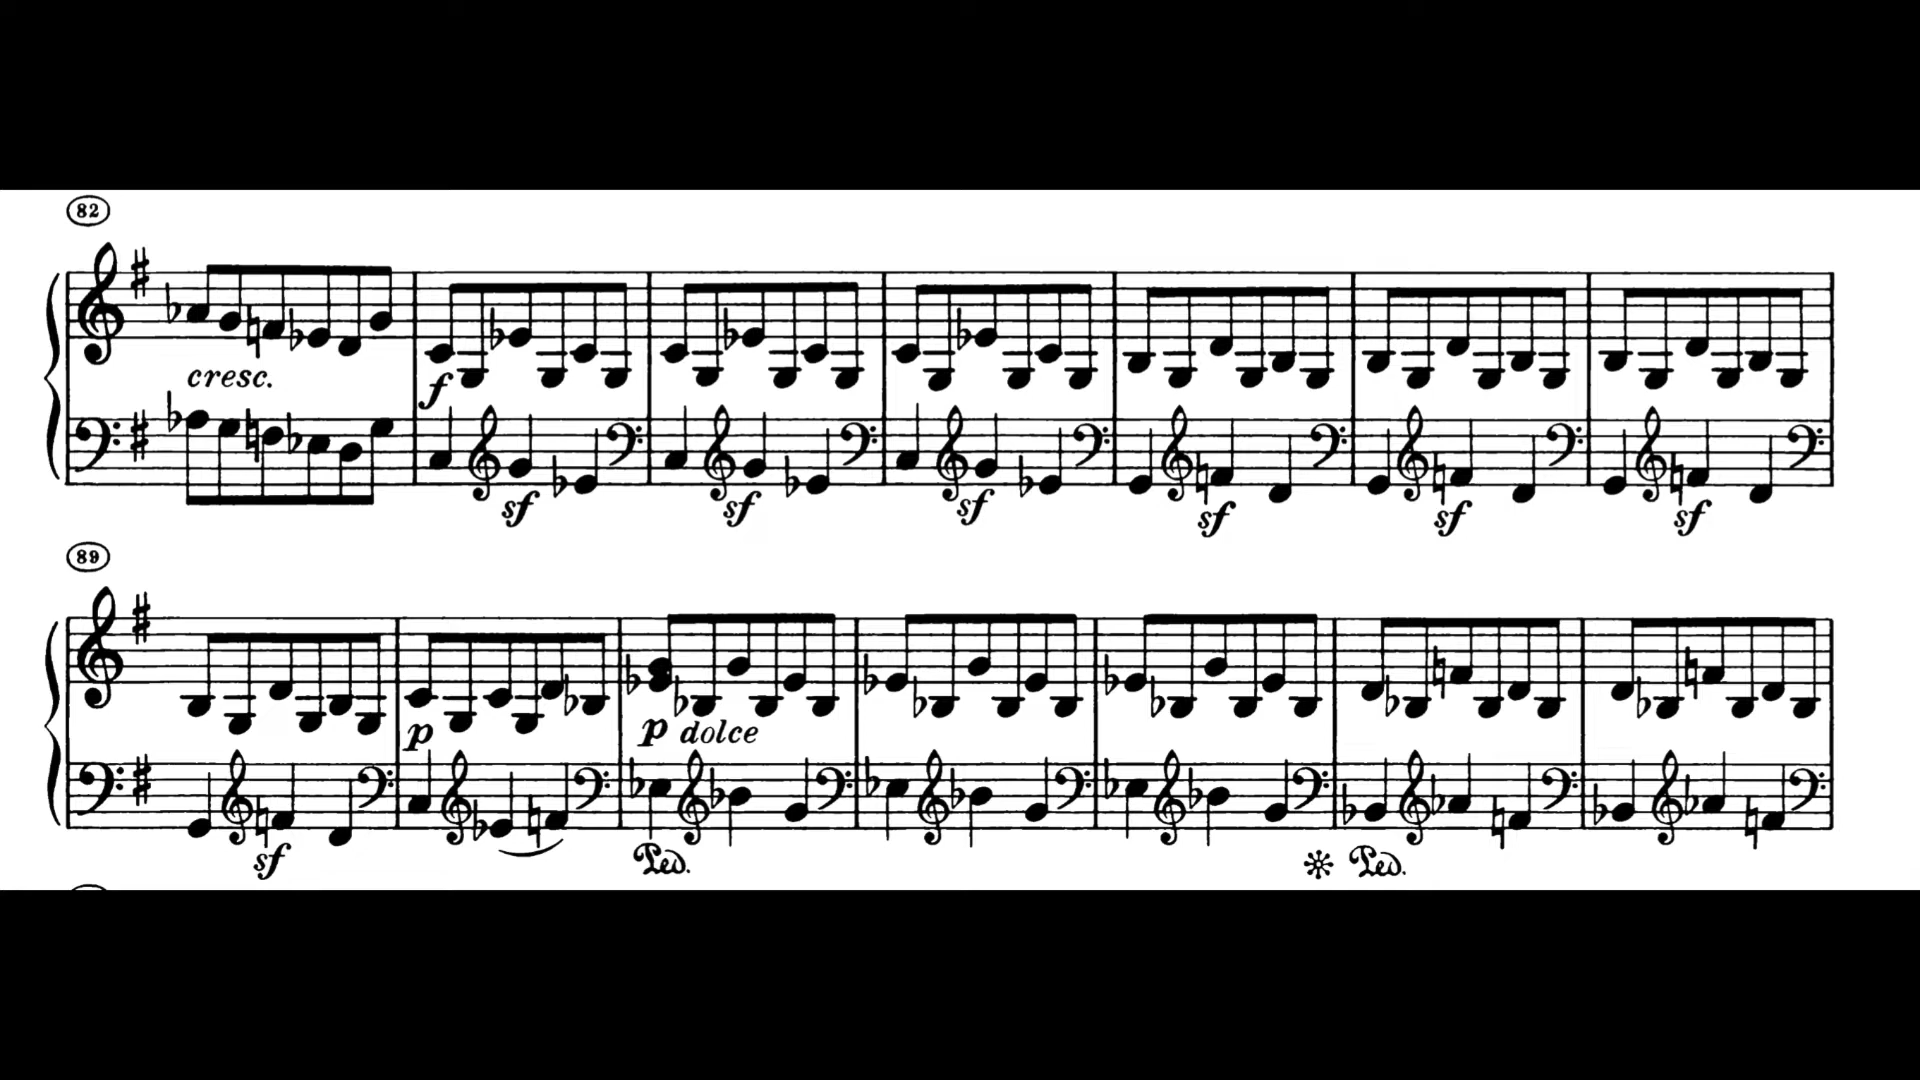 82
cresc.
f
sf sf sf sf sf sf
89
p p dolce
sf
Ped. Ped.